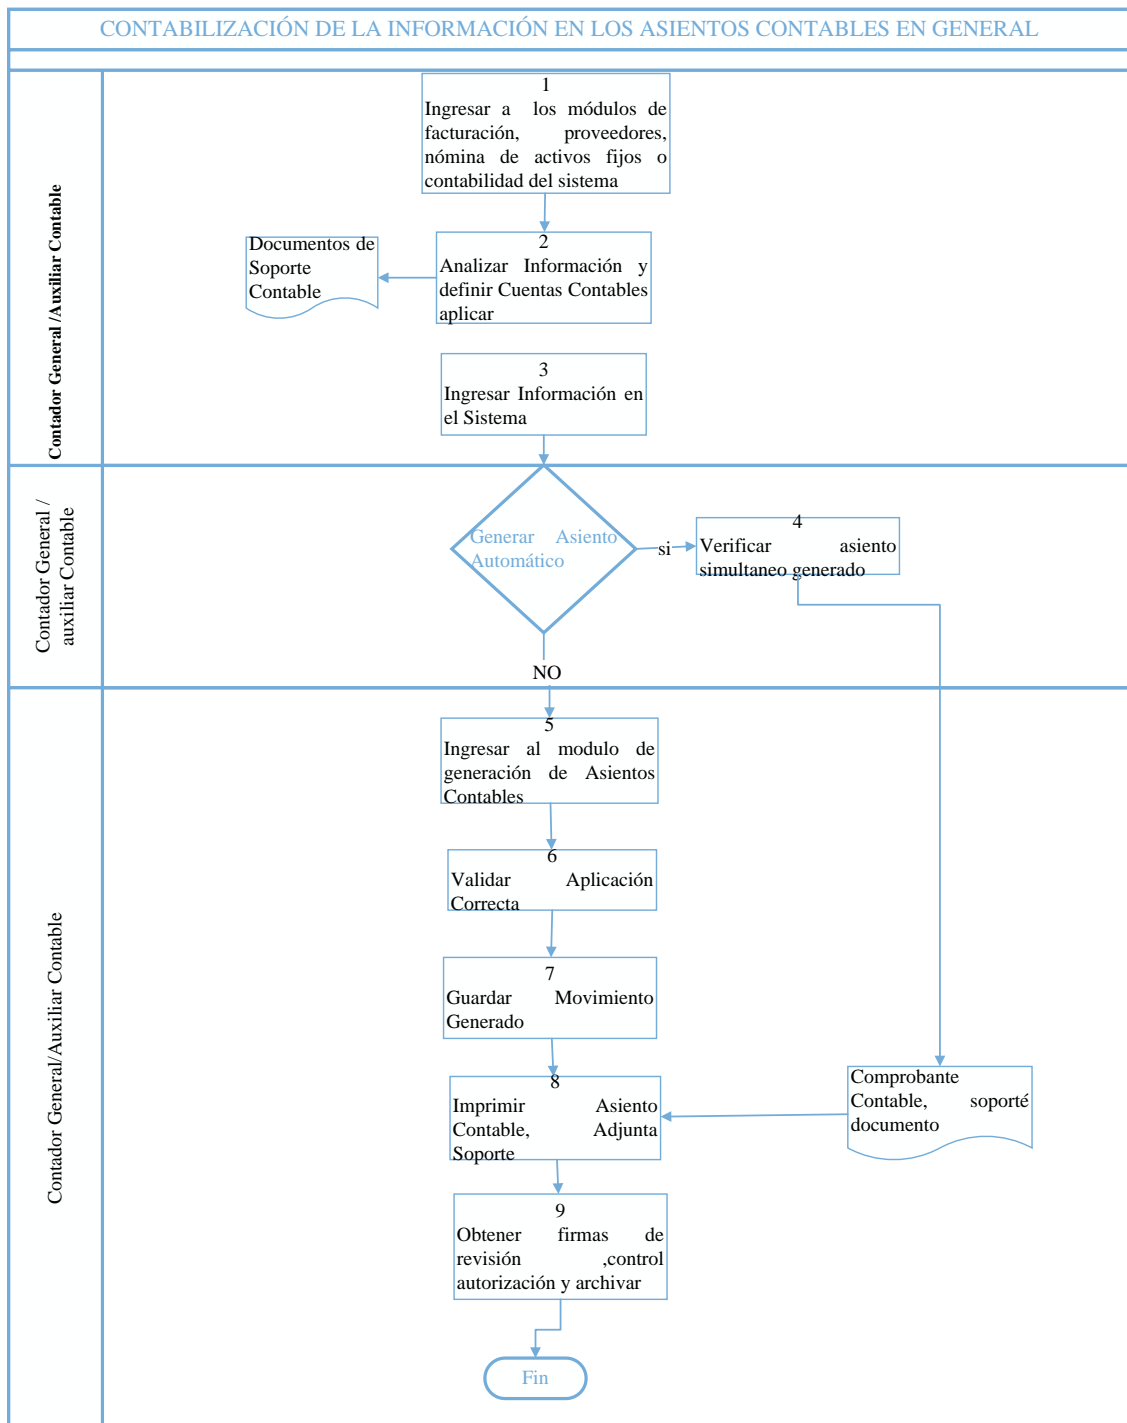 CONTABILIZACIÓN DE LA INFORMACIÓN EN LOS ASIENTOS CONTABLES EN GENERAL
Contador General /Auxiliar Contable
1
Ingresar a los módulos de
facturación, proveedores,
nómina de activos fijos o
contabilidad del sistema
Documentos de
Soporte
Contable
2
Analizar Información y
definir Cuentas Contables
aplicar
3
Ingresar Información en
el Sistema
Contador General /
auxiliar Contable
Generar Asiento
Automático
si
4
Verificar asiento
simultaneo generado
NO
Contador General/Auxiliar Contable
5
Ingresar al modulo de
generación de Asientos
Contables
6
Validar Aplicación
Correcta
7
Guardar Movimiento
Generado
8
Imprimir Asiento
Contable, Adjunta
Soporte
Comprobante
Contable, soporté
documento
9
Obtener firmas de
revisión ,control
autorización y archivar
Fin